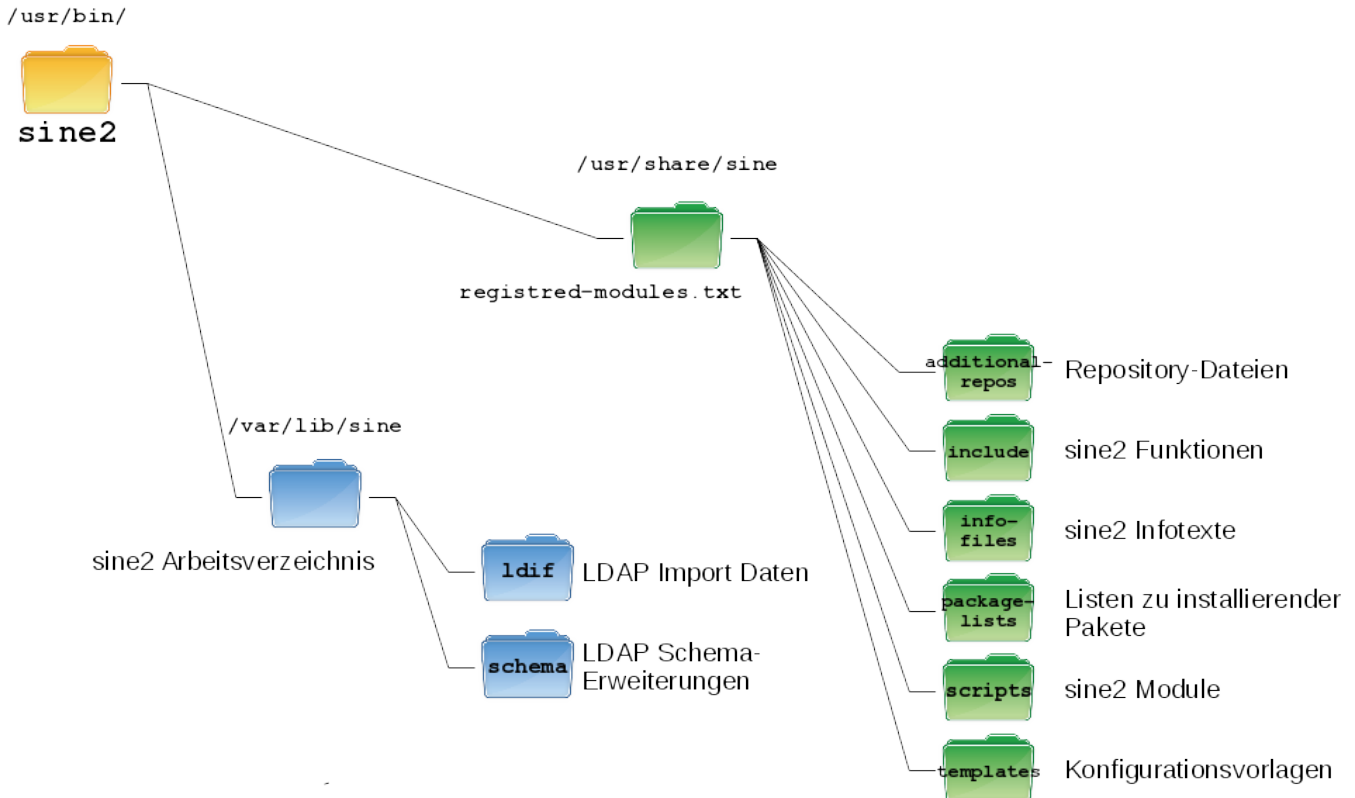 /usr/bin/
sine2
/usr/share/sine
registred-modules.txt
additional-
repos
Repository-Dateien
include
sine2 Funktionen
info-
files
sine2 Infotexte
package-
lists
Listen zu installierender
Pakete
scripts
sine2 Module
templates
Konfigurationsvorlagen
/var/lib/sine
sine2 Arbeitsverzeichnis
ldif
LDAP Import Daten
schema
LDAP Schema-
Erweiterungen